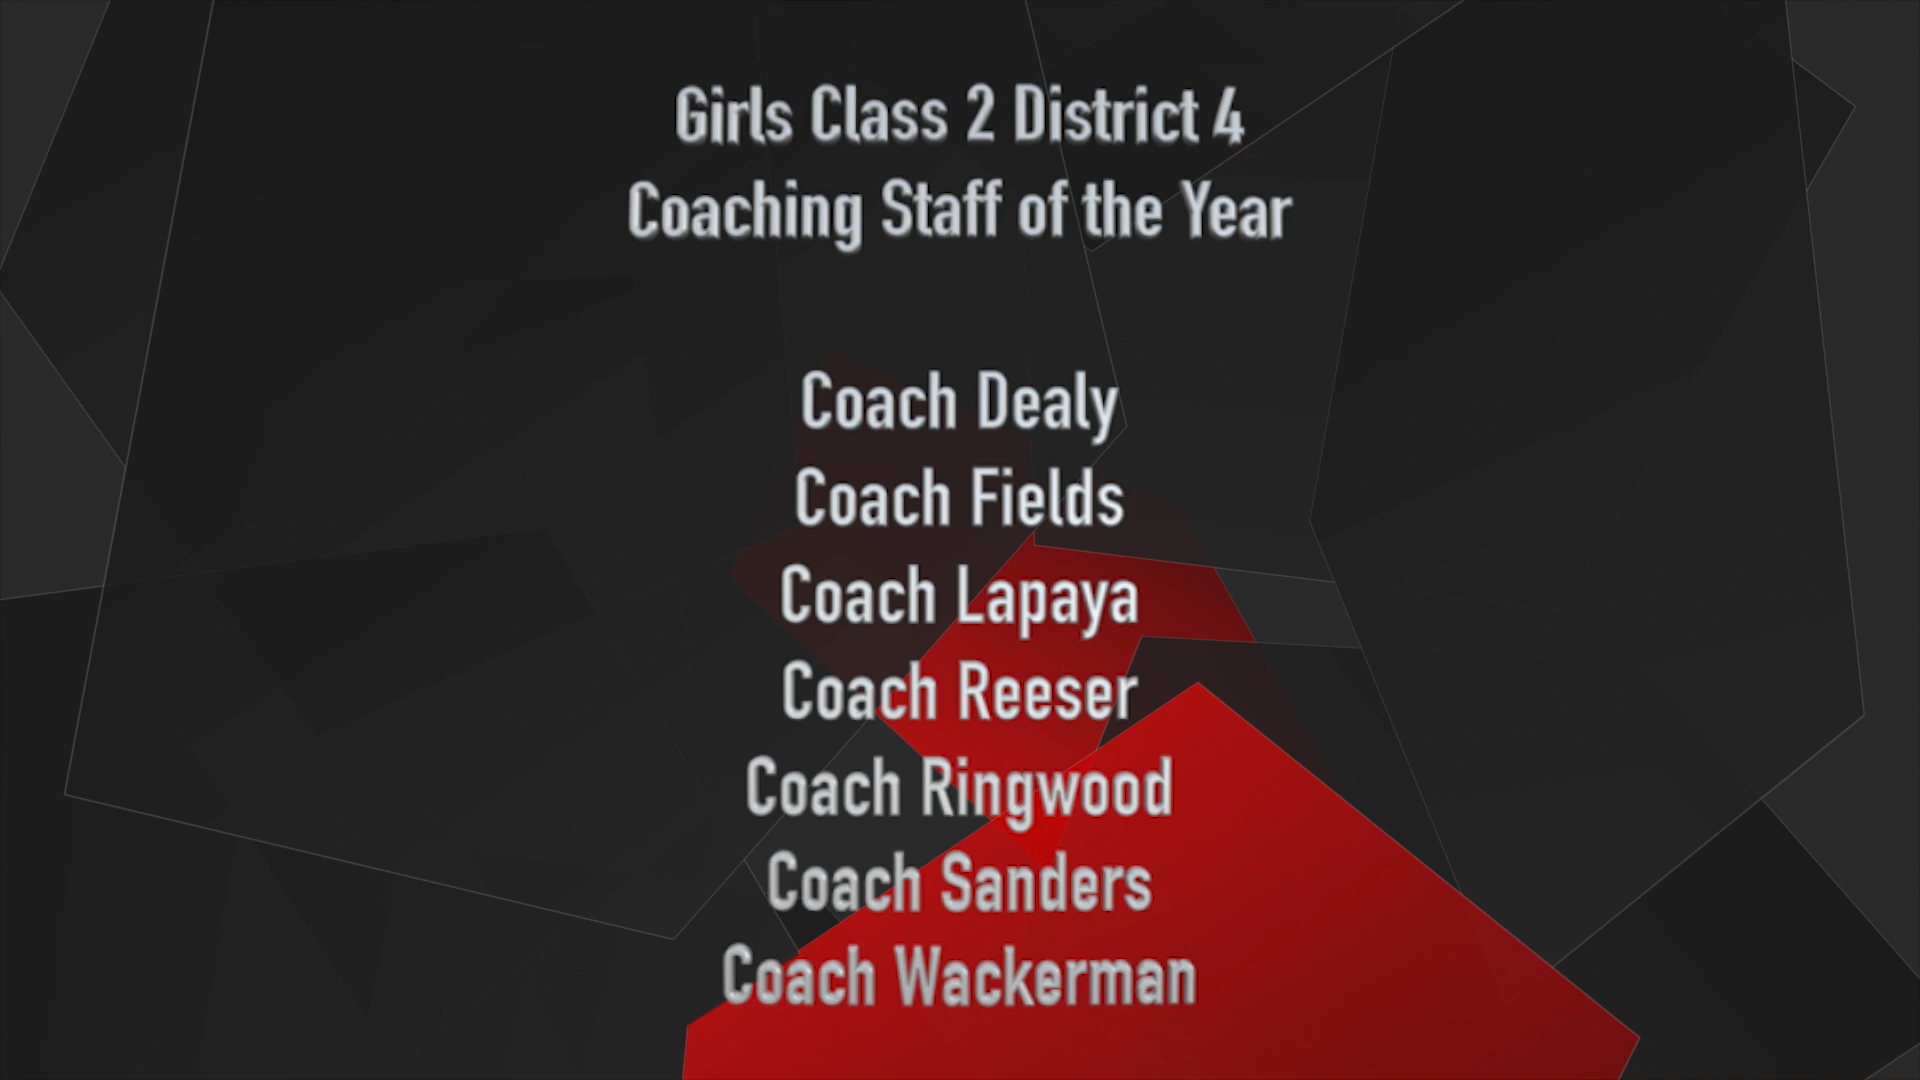 Girls Class 2 District 4
Coaching Staff of the Year
Coach Dealy
Coach Fields
Coach Lapaya
Coach Reeser
Coach Ringwood
Coach Sanders
Coach Wackerman